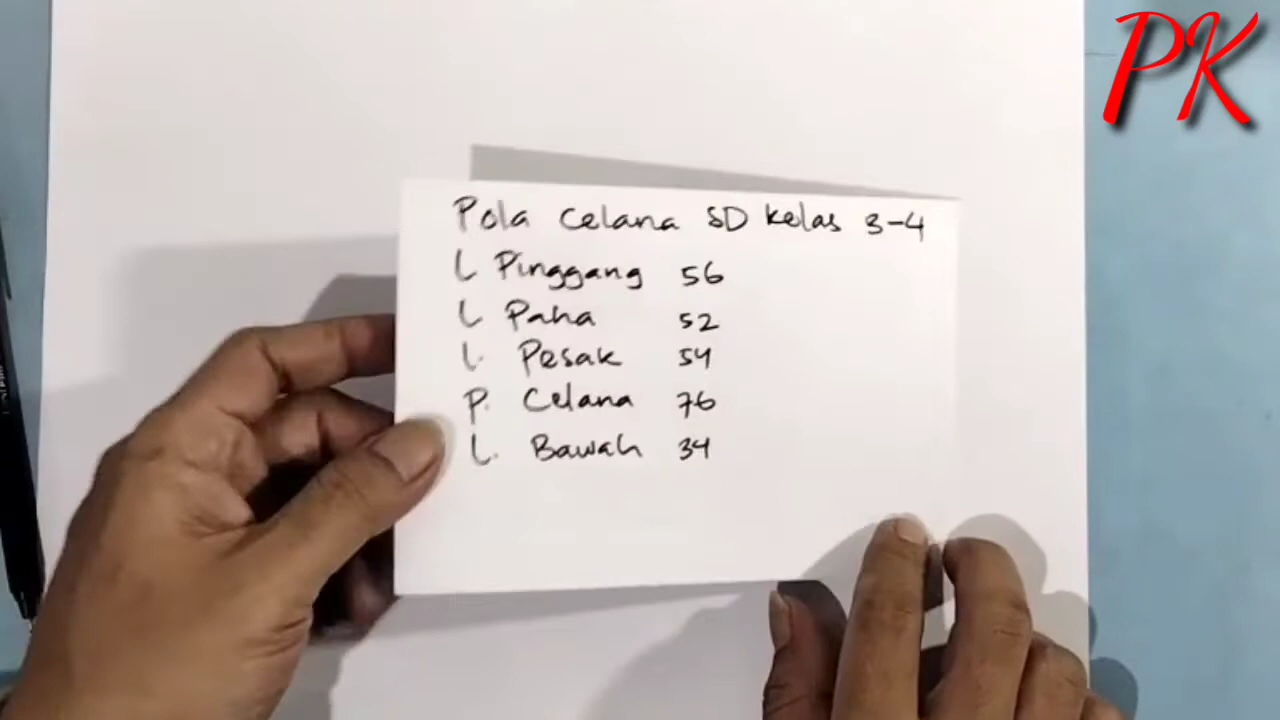 PK
Pola Celana SD kelas 3-4
L Pinggang 56
L Paha 52
L. Pesak 54
P. Celana 76
L. Bawah 34